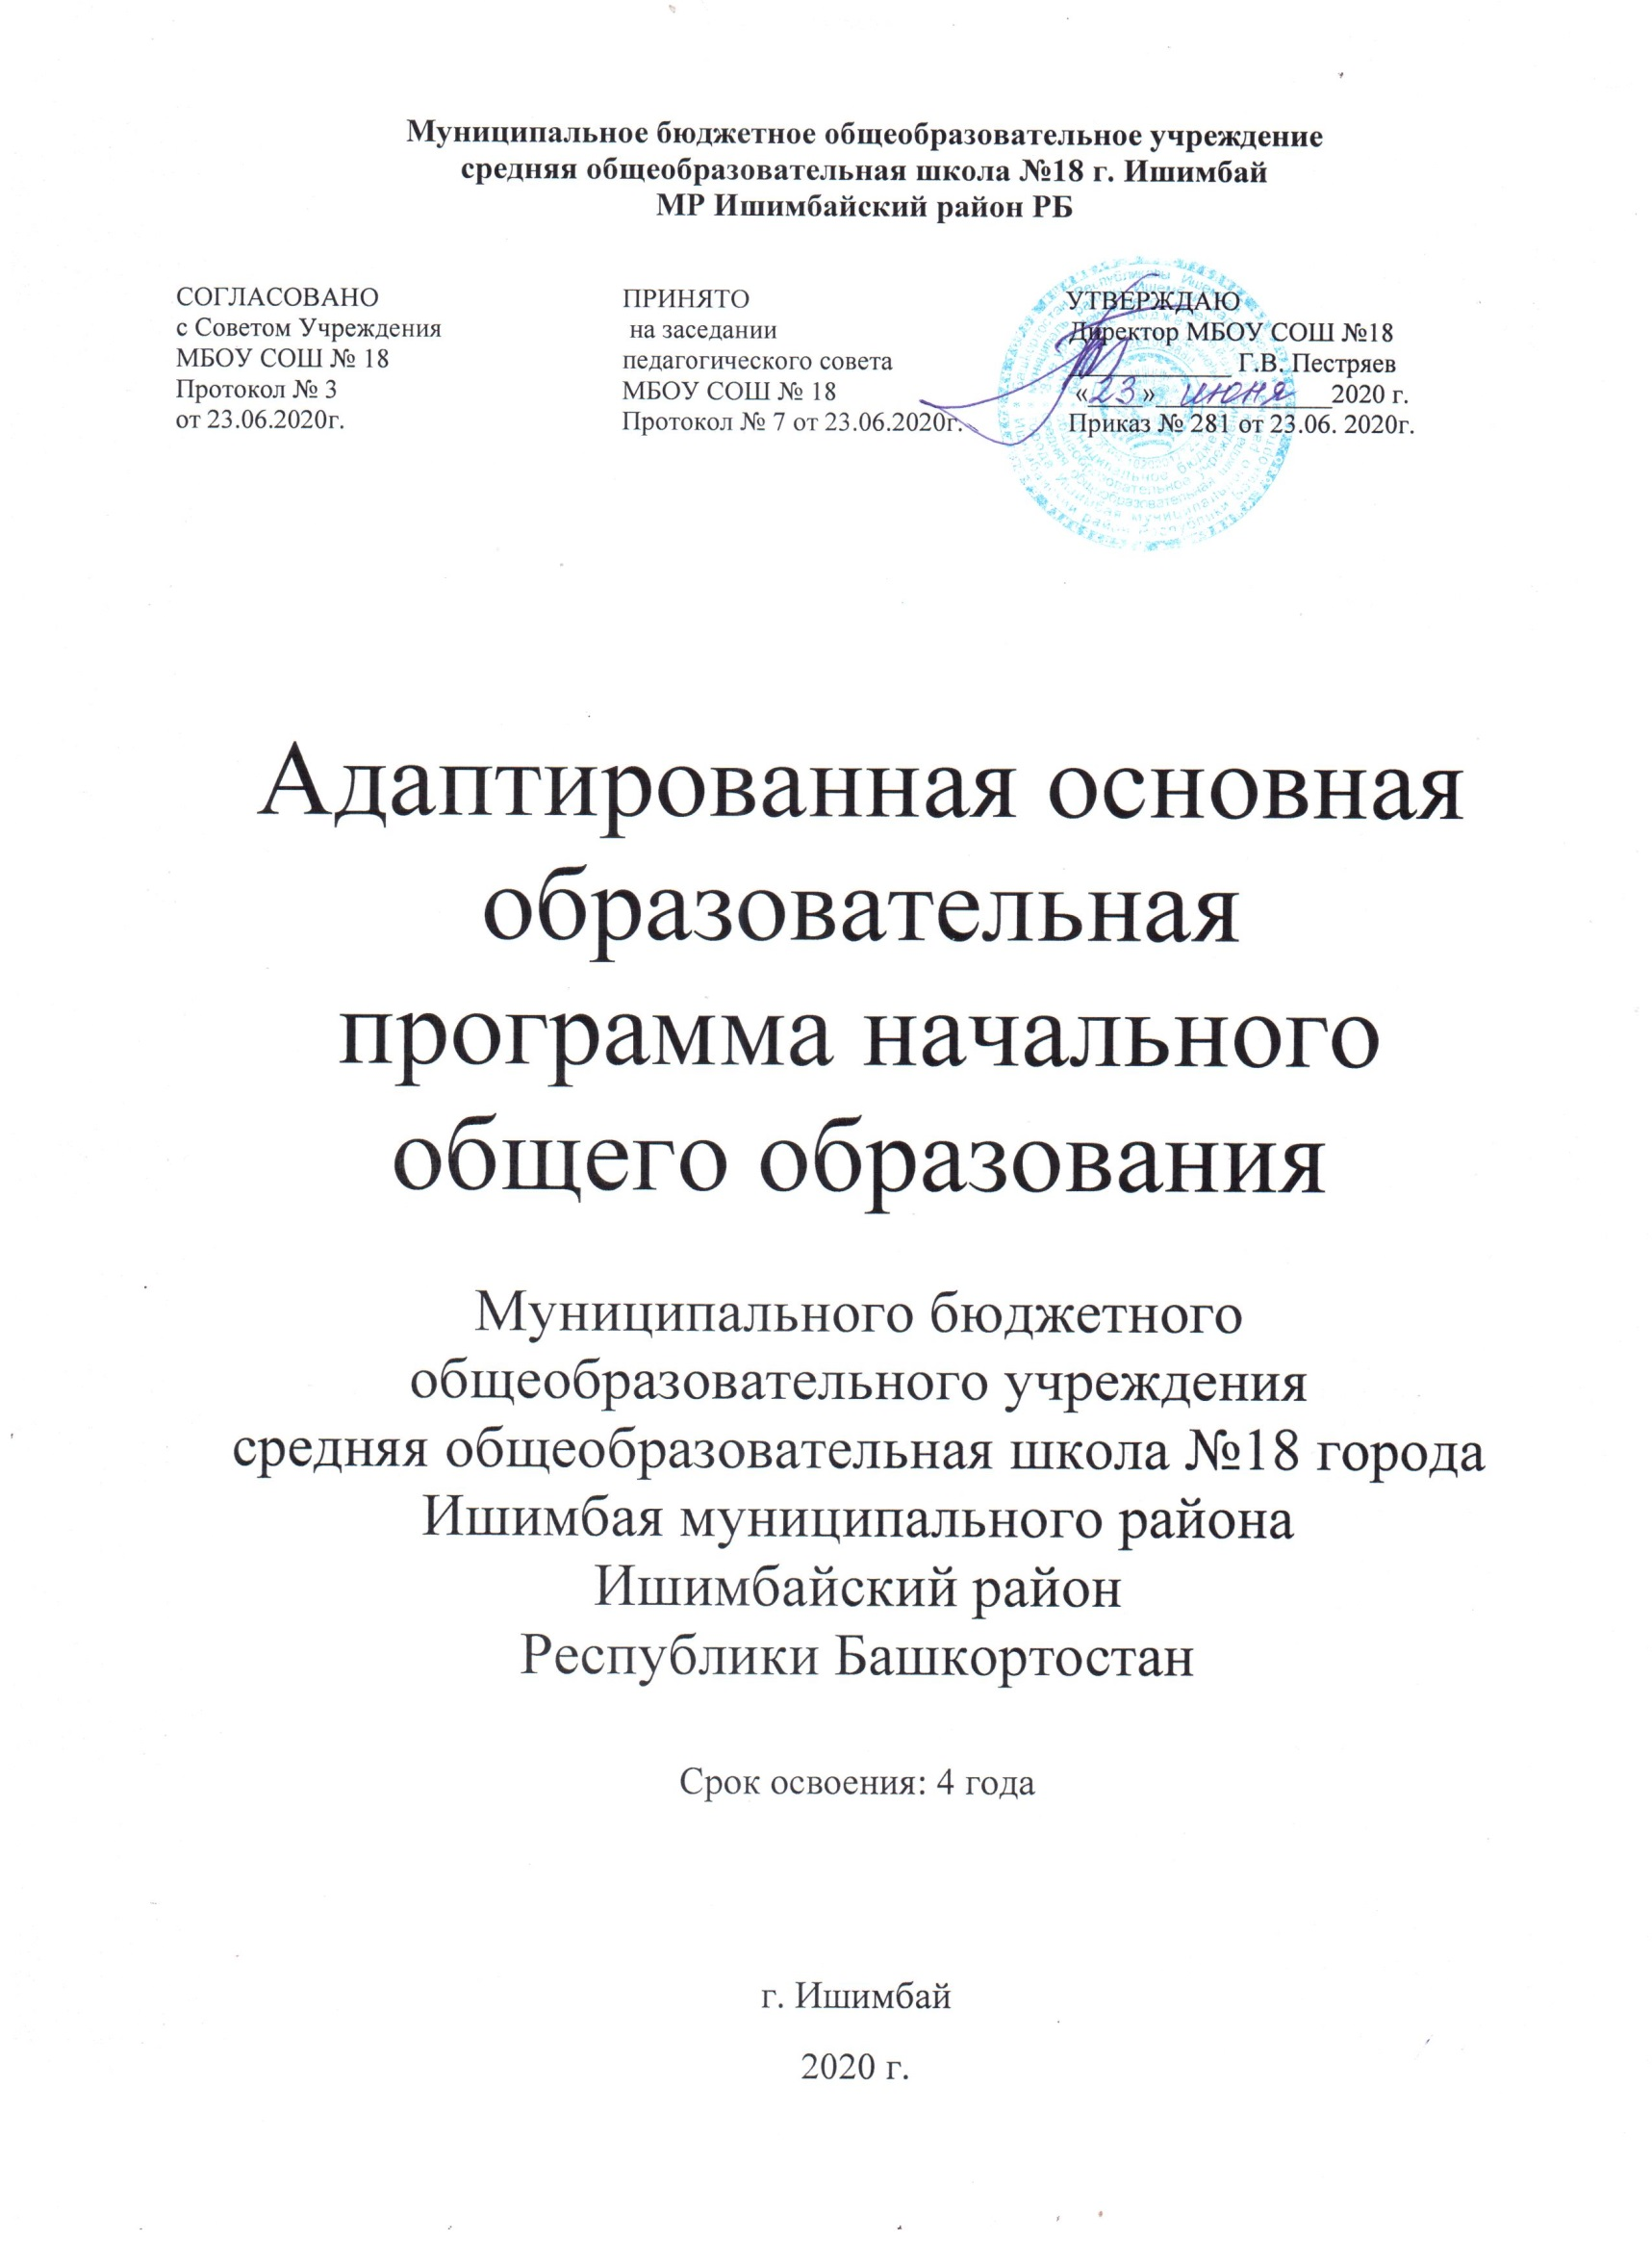 Муниципальное бюджетное общеобразовательное учреждение
средняя общеобразовательная школа №18 г. Ишимбай
МР Ишимбайский район РБ
СОГЛАСОВАНО
с Советом Учреждения
МБОУ СОШ № 18
Протокол № 3
от 23.06.2020г.
ПРИНЯТО
на заседании
педагогического совета
МБОУ СОШ № 18
Протокол № 7 от 23.06.2020г.
УТВЕРЖДАЮ
Директор МБОУ СОШ №18
____________ Г.В. Пестряев
«23» июня 2020 г.
Приказ № 281 от 23.06. 2020г.
Адаптированная основная
образовательная
программа начального
общего образования
Муниципального бюджетного
общеобразовательного учреждения
средняя общеобразовательная школа №18 города
Ишимбая муниципального района
Ишимбайский район
Республики Башкортостан
Срок освоения: 4 года
г. Ишимбай
2020 г.